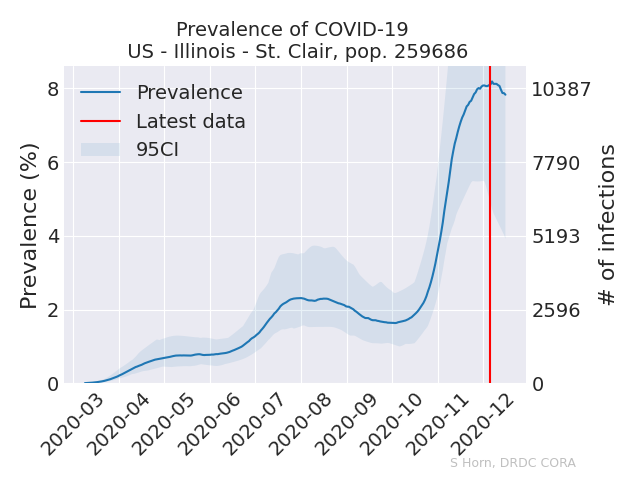 Prevalence of COVID-19
US - Illinois - St. Clair, pop. 259686
Prevalence
Latest data
95CI
Prevalence (%)
8
6
4
2
0
10387
7790
5193
2596
0
# of infections
2020-03
2020-04
2020-05
2020-06
2020-07
2020-08
2020-09
2020-10
2020-11
2020-12
S Horn, DRDC CORA